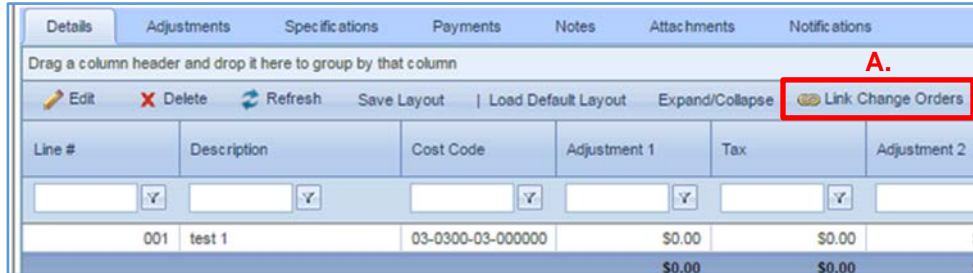 Details Adjustments Specifications Payments Notes Attachments Notifications
Drag a column header and drop it here to group by that column
A.
Edit Delete Refresh Save Layout | Load Default Layout Expand/Collapse Link Change Orders
Line # Description Cost Code Adjustment 1 Tax Adjustment 2
001 test 1 03-0300-03-000000 $0.00 $0.00
$0.00 $0.00